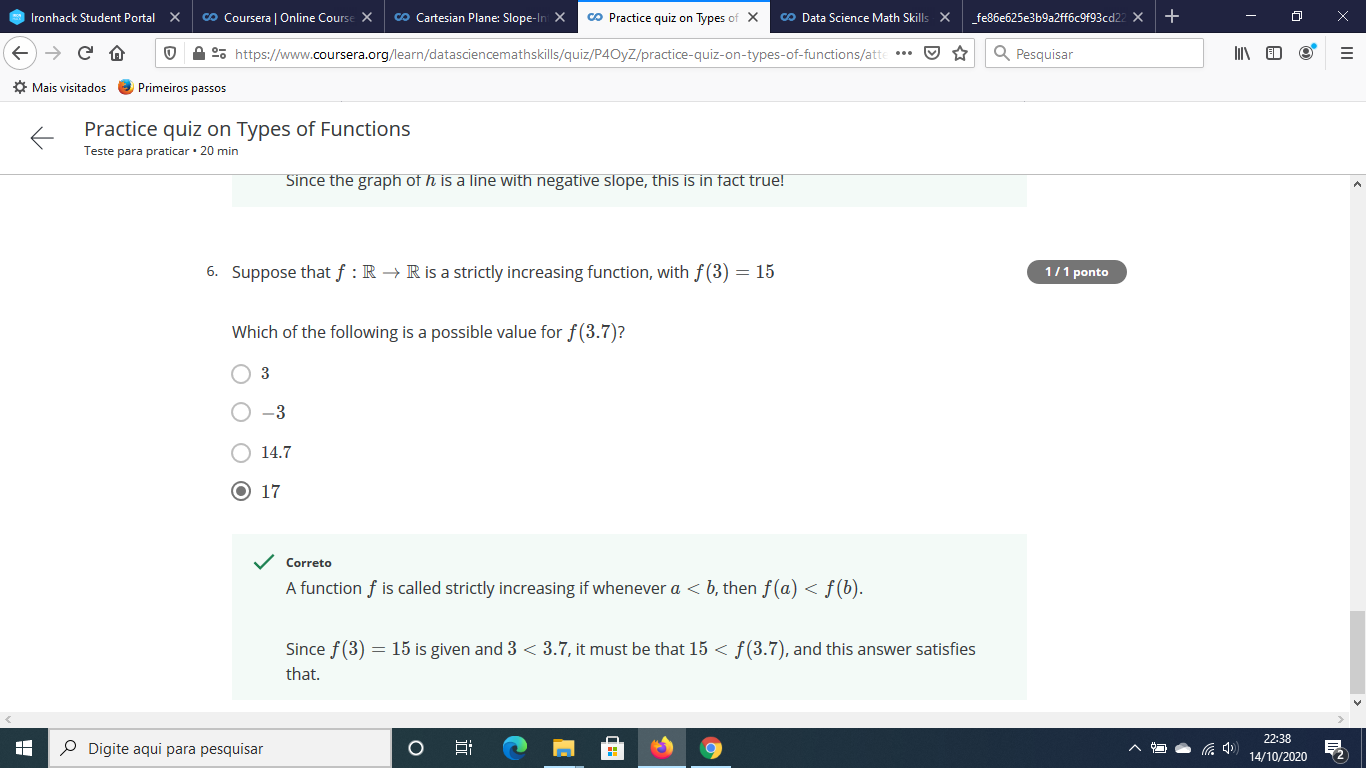 Ironhack Student Portal
Coursera | Online Course
Cartesian Plane: Slope-In
Practice quiz on Types of
Data Science Math Skills
_fe86e625e3b9a2ff6c9f93cd22
https://www.coursera.org/learn/datasciencemathskills/quiz/P4OyZ/practice-quiz-on-types-of-functions/atte
Pesquisar
Mais visitados
Primeiros passos
Practice quiz on Types of Functions
Teste para praticar • 20 min
Since the graph of h is a line with negative slope, this is in fact true!
6. Suppose that f : ℝ → ℝ is a strictly increasing function, with f(3) = 15
1 / 1 ponto
Which of the following is a possible value for f(3.7)?
3
−3
14.7
17
Correto
A function f is called strictly increasing if whenever a < b, then f(a) < f(b).
Since f(3) = 15 is given and 3 < 3.7, it must be that 15 < f(3.7), and this answer satisfies
that.
Digite aqui para pesquisar
22:38
14/10/2020
2